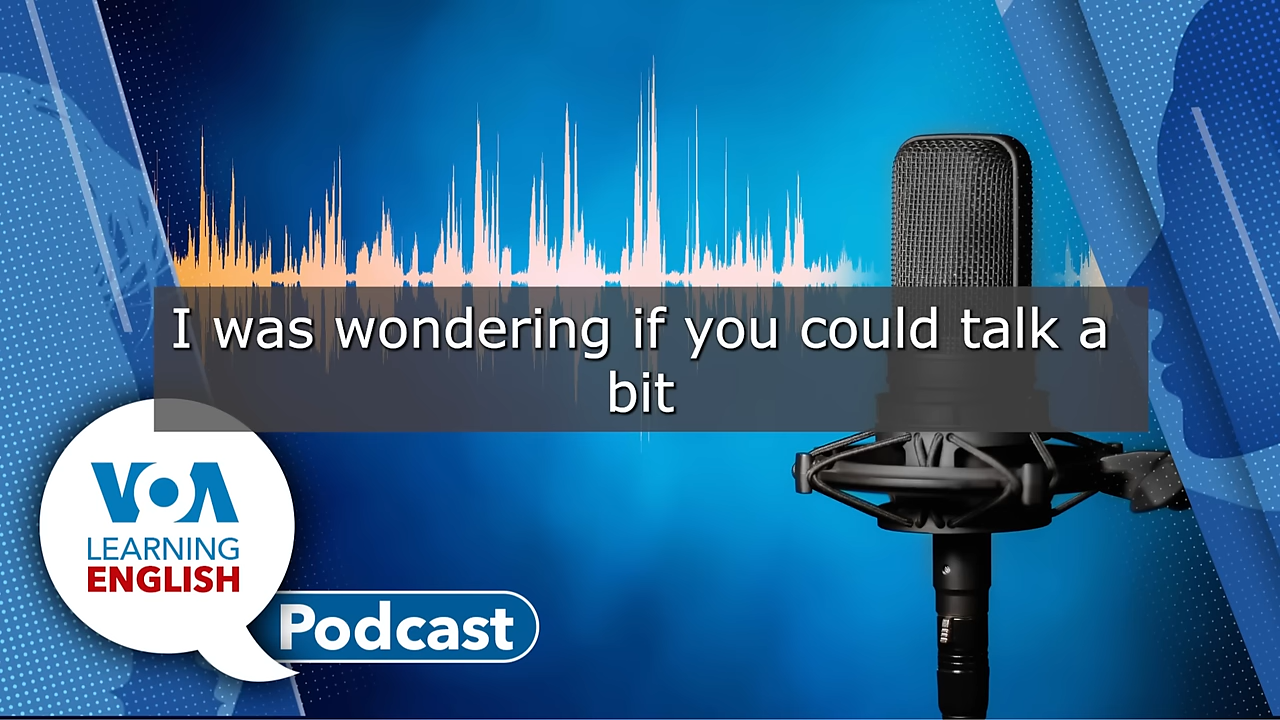 I was wondering if you could talk a
bit
VOA
LEARNING
ENGLISH
Podcast